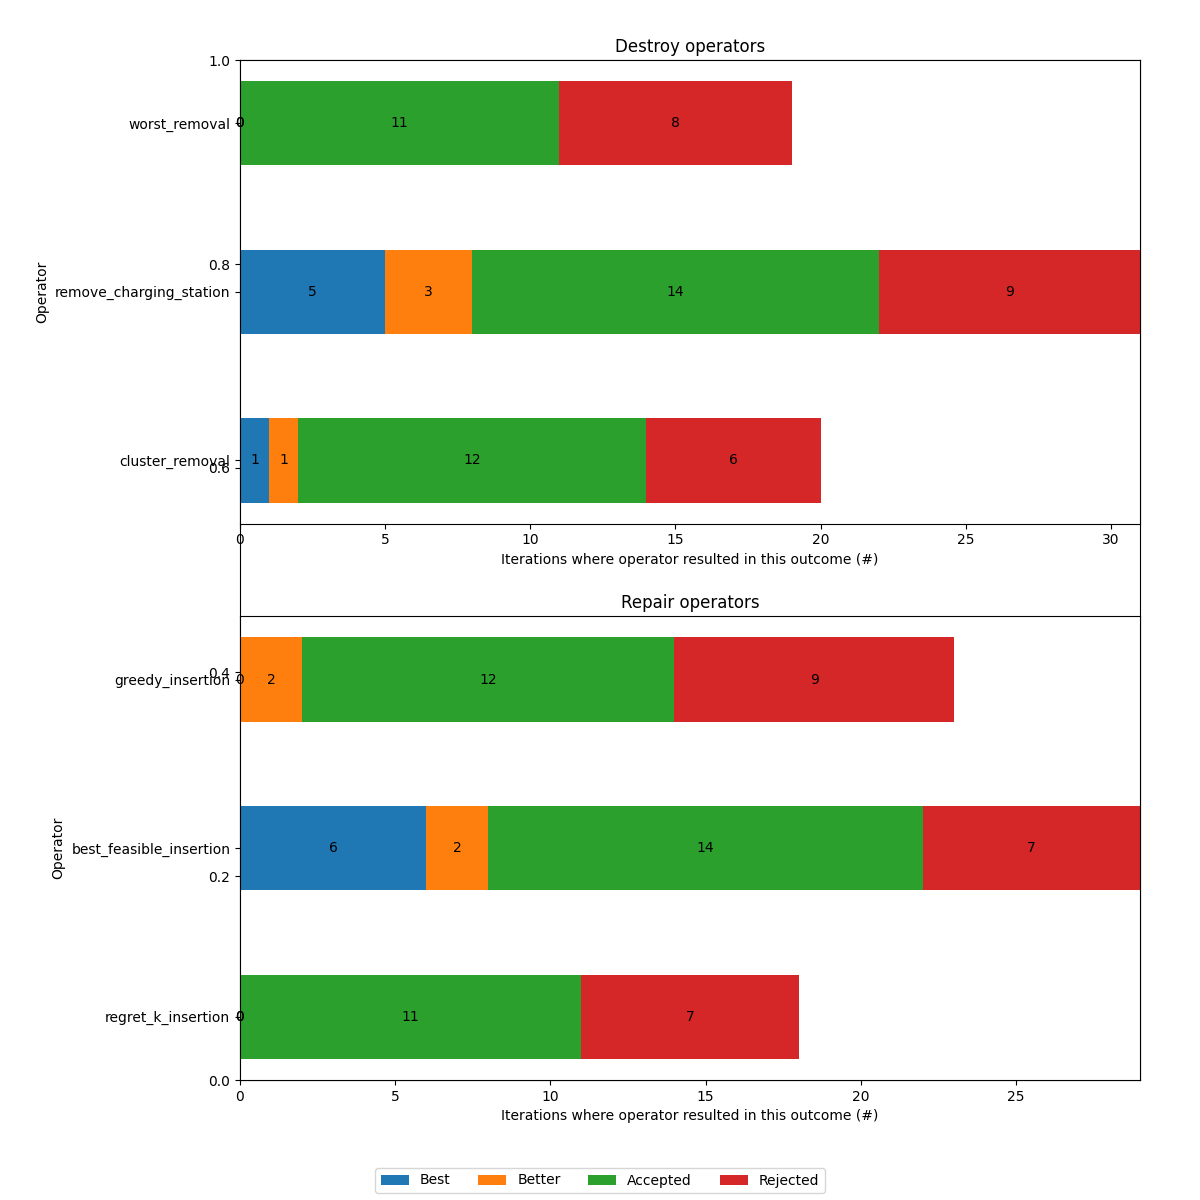 Destroy operators
1.0
worst_removal 0 11 8
0.8
Operator
remove_charging_station 5 3 14 9
cluster_removal 1 1 12 6
0.6
0 5 10 15 20 25 30
Iterations where operator resulted in this outcome (#)
Repair operators
0.4
greedy_insertion 0 2 12 9
Operator
best_feasible_insertion 6 2 14 7
0.2
regret_k_insertion 0 11 7
0.0
0 5 10 15 20 25
Iterations where operator resulted in this outcome (#)
Best Better Accepted Rejected